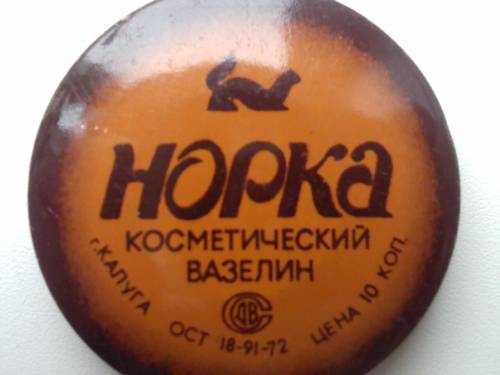 НОРКА
КОСМЕТИЧЕСКИЙ
ВАЗЕЛИН
г. КАЛУГА ОСТ 18-91-72 ЦЕНА 10 КОП.